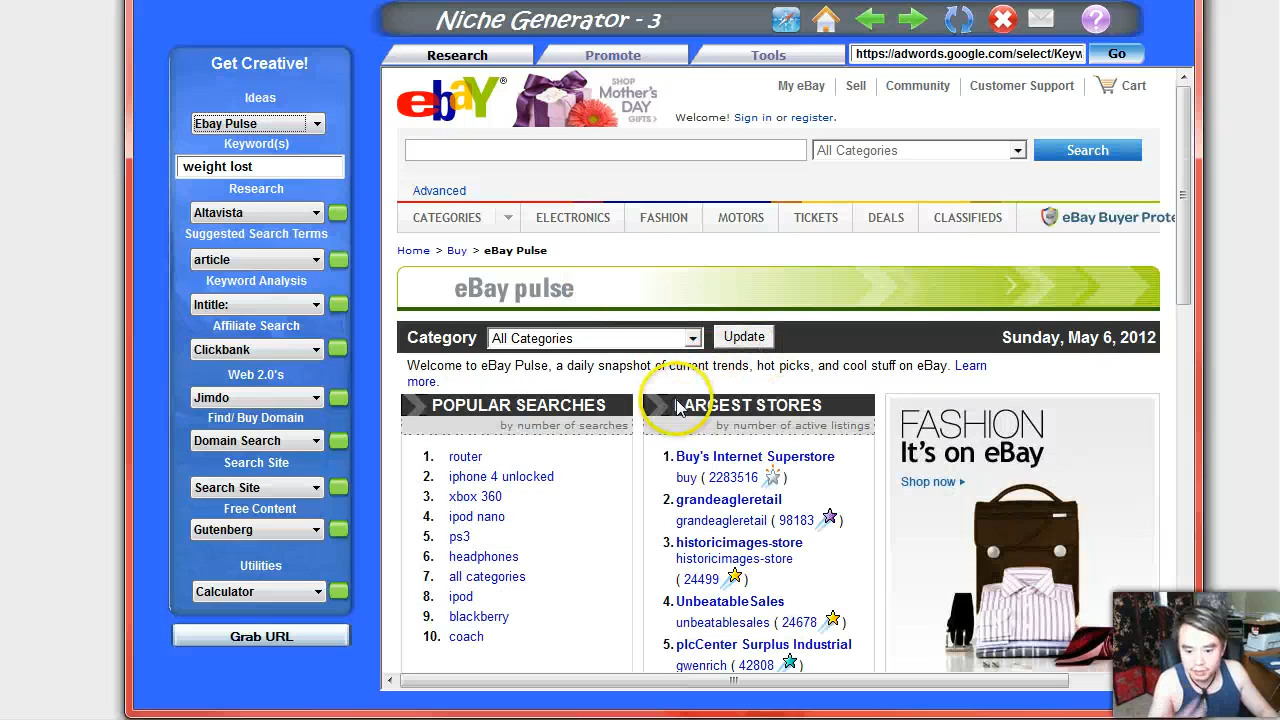 Niche Generator - 3
Research
Promote
Tools
https://adwords.google.com/select/Keyw
Go
Get Creative!
Ideas
Ebay Pulse
Keyword(s)
weight lost
Research
Altavista
Suggested Search Terms
article
Keyword Analysis
Intitle:
Affiliate Search
Clickbank
Web 2.0's
Jimdo
Find/ Buy Domain
Domain Search
Search Site
Search Site
Free Content
Gutenberg
Utilities
Calculator
Grab URL
ebay
SHOP
Mother's
DAY
GIFTS >
Welcome! Sign in or register.
My eBay
Sell
Community
Customer Support
Cart
All Categories
Search
Advanced
CATEGORIES
ELECTRONICS
FASHION
MOTORS
TICKETS
DEALS
CLASSIFIEDS
eBay Buyer Prote
Home > Buy > eBay Pulse
eBay pulse
Category
All Categories
Update
Sunday, May 6, 2012
Welcome to eBay Pulse, a daily snapshot of current trends, hot picks, and cool stuff on eBay. Learn
more.
POPULAR SEARCHES
by number of searches
1. router
2. iphone 4 unlocked
3. xbox 360
4. ipod nano
5. ps3
6. headphones
7. all categories
8. ipod
9. blackberry
10. coach
LARGEST STORES
by number of active listings
1. Buy's Internet Superstore
buy ( 2283516 )
2. grandeagleretail
grandeagleretail ( 98183 )
3. historicimages-store
historicimages-store
( 24499 )
4. UnbeatableSales
unbeatablesales ( 24678 )
5. plcCenter Surplus Industrial
gwenrich ( 42808 )
FASHION
It's on eBay
Shop now